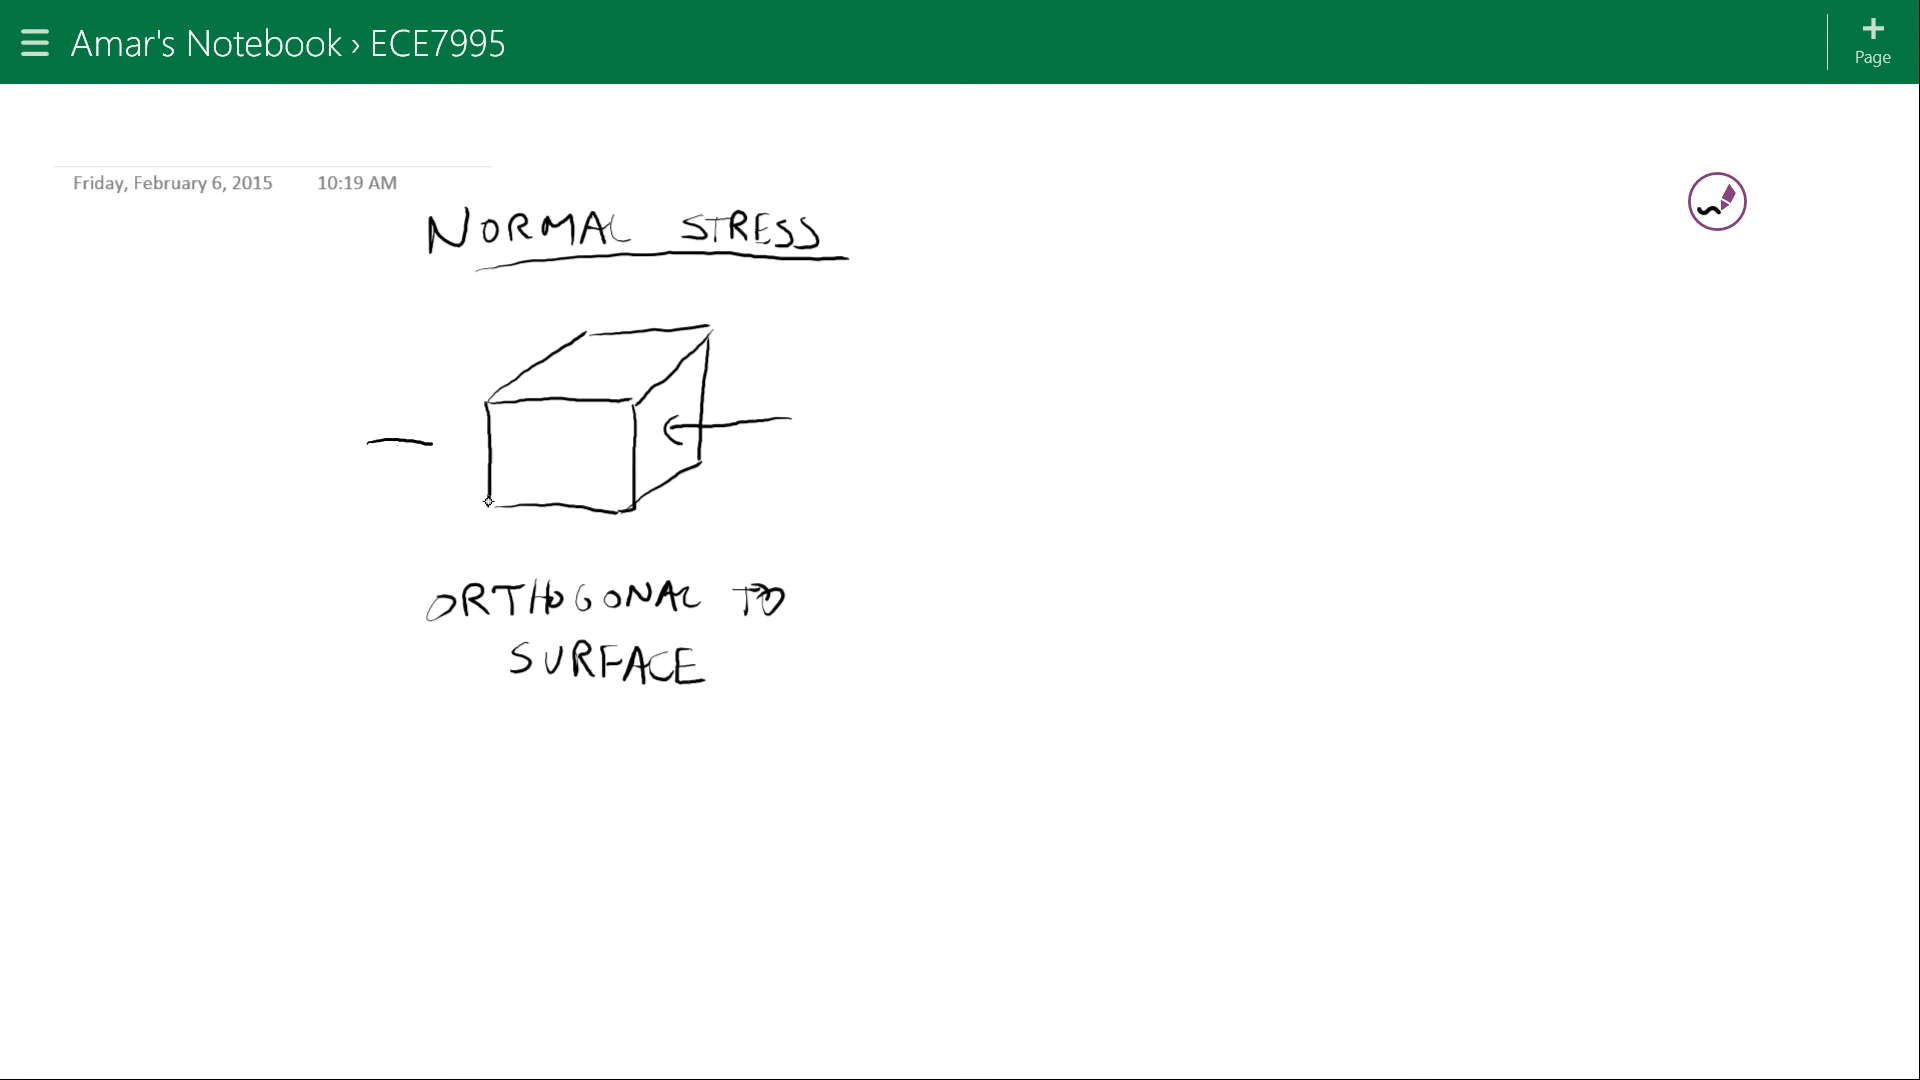 Amar's Notebook › ECE7995
Page
Friday, February 6, 2015 10:19 AM
NORMAL STRESS
ORTHOGONAL TO
SURFACE